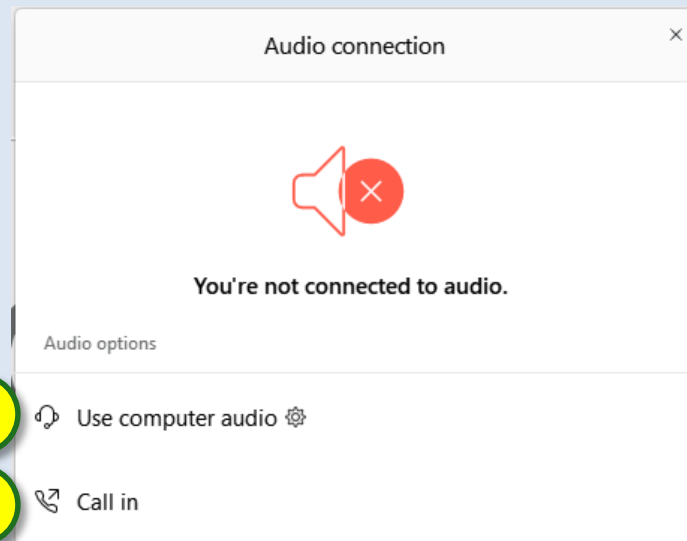 Audio connection
You're not connected to audio.
Audio options
Use computer audio
Call in